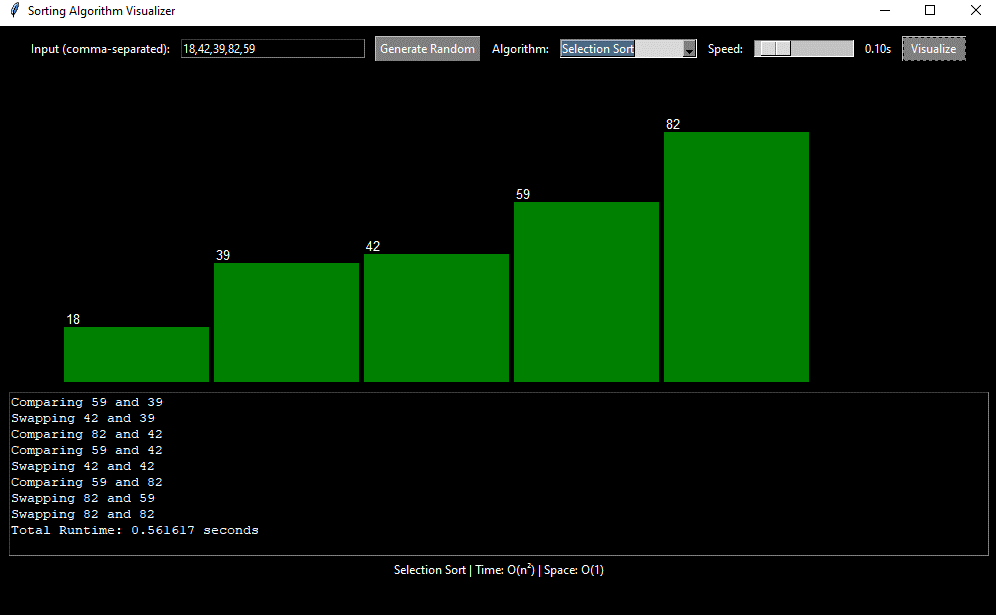 Sorting Algorithm Visualizer
Input (comma-separated): 18,42,39,82,59 Generate Random Algorithm: Selection Sort Speed: 0.10s Visualize
82
59
42
39
18
Comparing 59 and 39
Swapping 42 and 39
Comparing 82 and 42
Comparing 59 and 42
Swapping 42 and 42
Comparing 59 and 82
Swapping 82 and 59
Swapping 82 and 82
Total Runtime: 0.561617 seconds
Selection Sort | Time: O(n²) | Space: O(1)